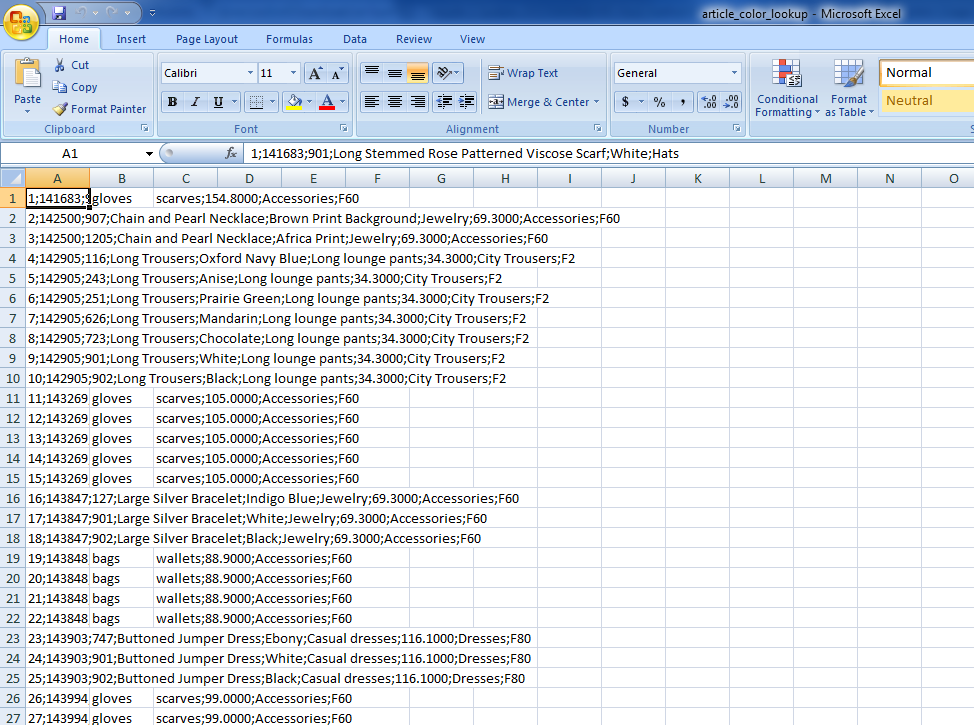 article_color_lookup - Microsoft Excel
Home Insert Page Layout Formulas Data Review View
Paste
Cut
Copy
Format Painter
Clipboard
Calibri 11 A A
B I U A
Font
Wrap Text
Merge & Center
Alignment
General
$ % , .0 .00 .00 .0
Number
Conditional Formatting
Format as Table
Normal
Neutral
S
A1 fx 1;141683;901;Long Stemmed Rose Patterned Viscose Scarf;White;Hats
A B C D E F G H I J K L M N O
1 1;141683;9 gloves scarves;154.8000;Accessories;F60
2 2;142500;907;Chain and Pearl Necklace;Brown Print Background;Jewelry;69.3000;Accessories;F60
3 3;142500;1205;Chain and Pearl Necklace;Africa Print;Jewelry;69.3000;Accessories;F60
4 4;142905;116;Long Trousers;Oxford Navy Blue;Long lounge pants;34.3000;City Trousers;F2
5 5;142905;243;Long Trousers;Anise;Long lounge pants;34.3000;City Trousers;F2
6 6;142905;251;Long Trousers;Prairie Green;Long lounge pants;34.3000;City Trousers;F2
7 7;142905;626;Long Trousers;Mandarin;Long lounge pants;34.3000;City Trousers;F2
8 8;142905;723;Long Trousers;Chocolate;Long lounge pants;34.3000;City Trousers;F2
9 9;142905;901;Long Trousers;White;Long lounge pants;34.3000;City Trousers;F2
10 10;142905;902;Long Trousers;Black;Long lounge pants;34.3000;City Trousers;F2
11 11;143269 gloves scarves;105.0000;Accessories;F60
12 12;143269 gloves scarves;105.0000;Accessories;F60
13 13;143269 gloves scarves;105.0000;Accessories;F60
14 14;143269 gloves scarves;105.0000;Accessories;F60
15 15;143269 gloves scarves;105.0000;Accessories;F60
16 16;143847;127;Large Silver Bracelet;Indigo Blue;Jewelry;69.3000;Accessories;F60
17 17;143847;901;Large Silver Bracelet;White;Jewelry;69.3000;Accessories;F60
18 18;143847;902;Large Silver Bracelet;Black;Jewelry;69.3000;Accessories;F60
19 19;143848 bags wallets;88.9000;Accessories;F60
20 20;143848 bags wallets;88.9000;Accessories;F60
21 21;143848 bags wallets;88.9000;Accessories;F60
22 22;143848 bags wallets;88.9000;Accessories;F60
23 23;143903;747;Buttoned Jumper Dress;Ebony;Casual dresses;116.1000;Dresses;F80
24 24;143903;901;Buttoned Jumper Dress;White;Casual dresses;116.1000;Dresses;F80
25 25;143903;902;Buttoned Jumper Dress;Black;Casual dresses;116.1000;Dresses;F80
26 26;143994 gloves scarves;99.0000;Accessories;F60
27 27;143994 gloves scarves;99.0000;Accessories;F60